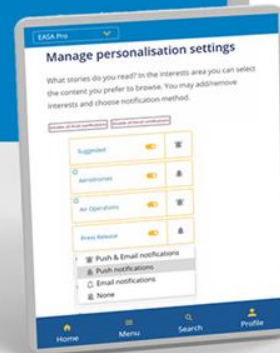 EASA Pro
Manage personalisation settings
What stories do you read? In the interests area you can select
the content you prefer to browse. You may add/remove
interests and choose notification method.
Suggested
Aerodromes
Air Operations
Press Release
Push & Email notifications
Push notifications
Email notifications
None
Home
Menu
Search
Profile